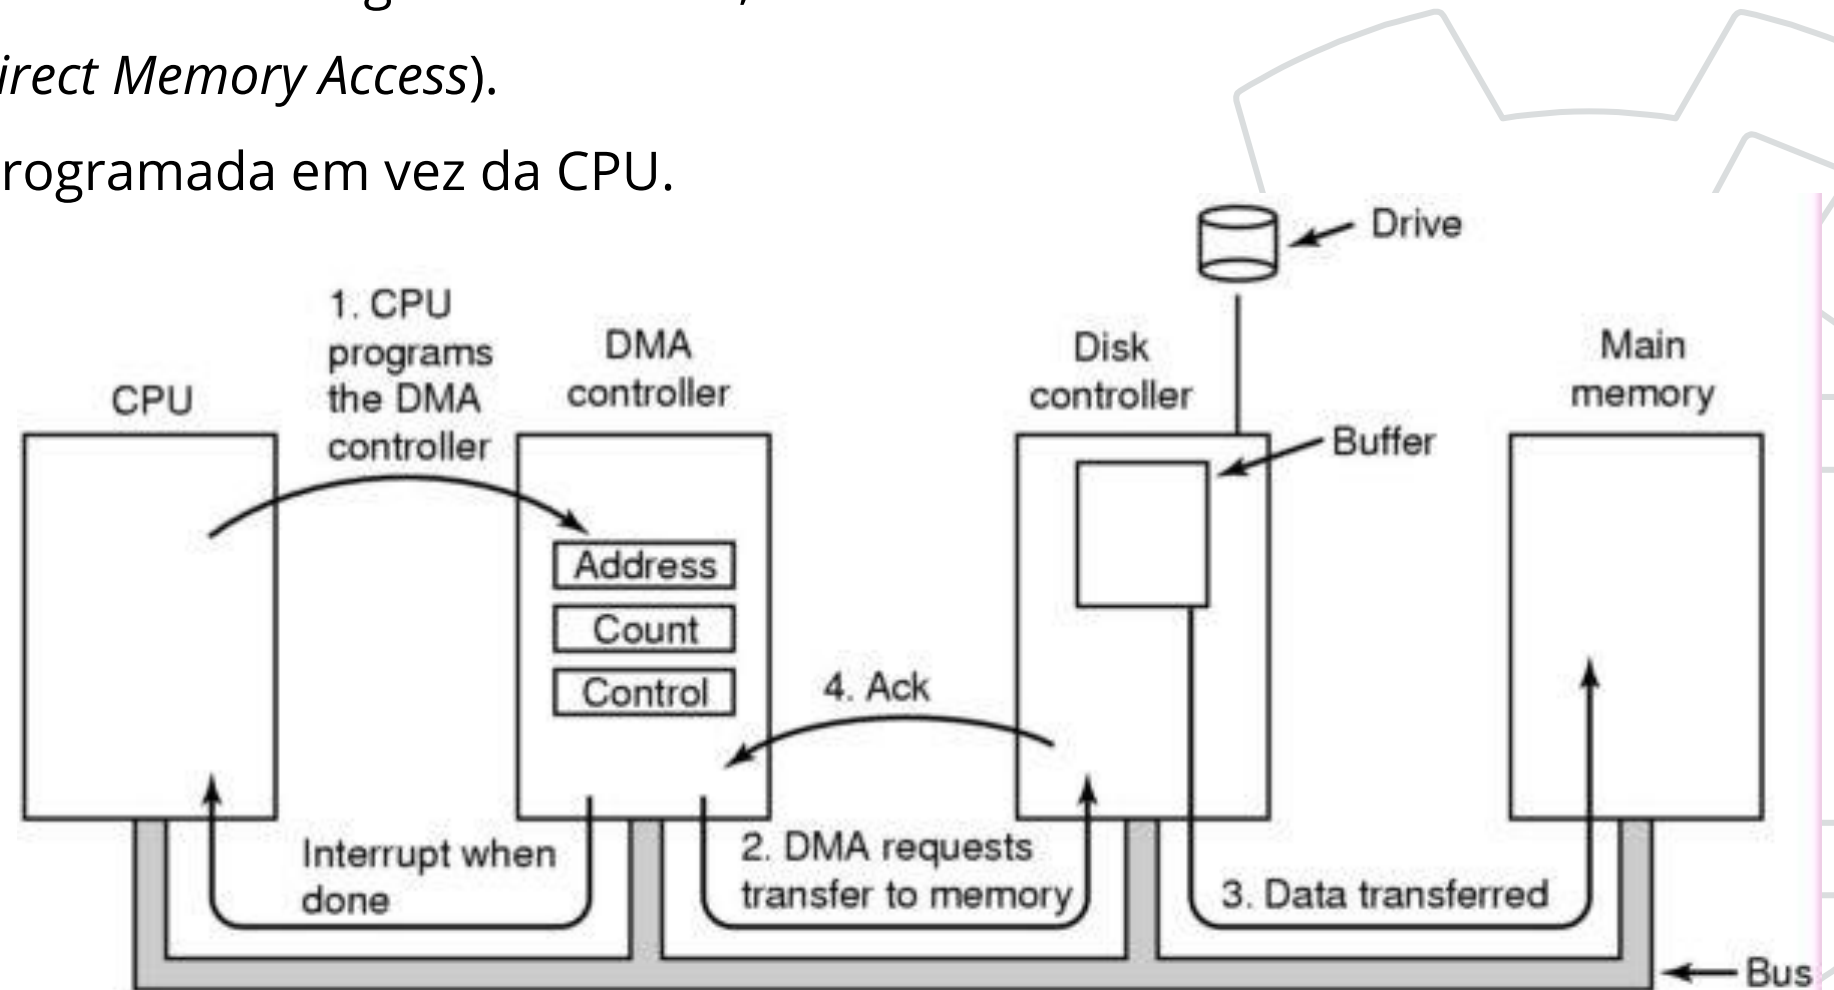 irect Memory Access).
rogramada em vez da CPU.
Drive
1. CPU
programs
the DMA
controller
CPU
DMA
controller
Disk
controller
Main
memory
Buffer
Address
Count
Control
4. Ack
Interrupt when
done
2. DMA requests
transfer to memory
3. Data transferred
Bus